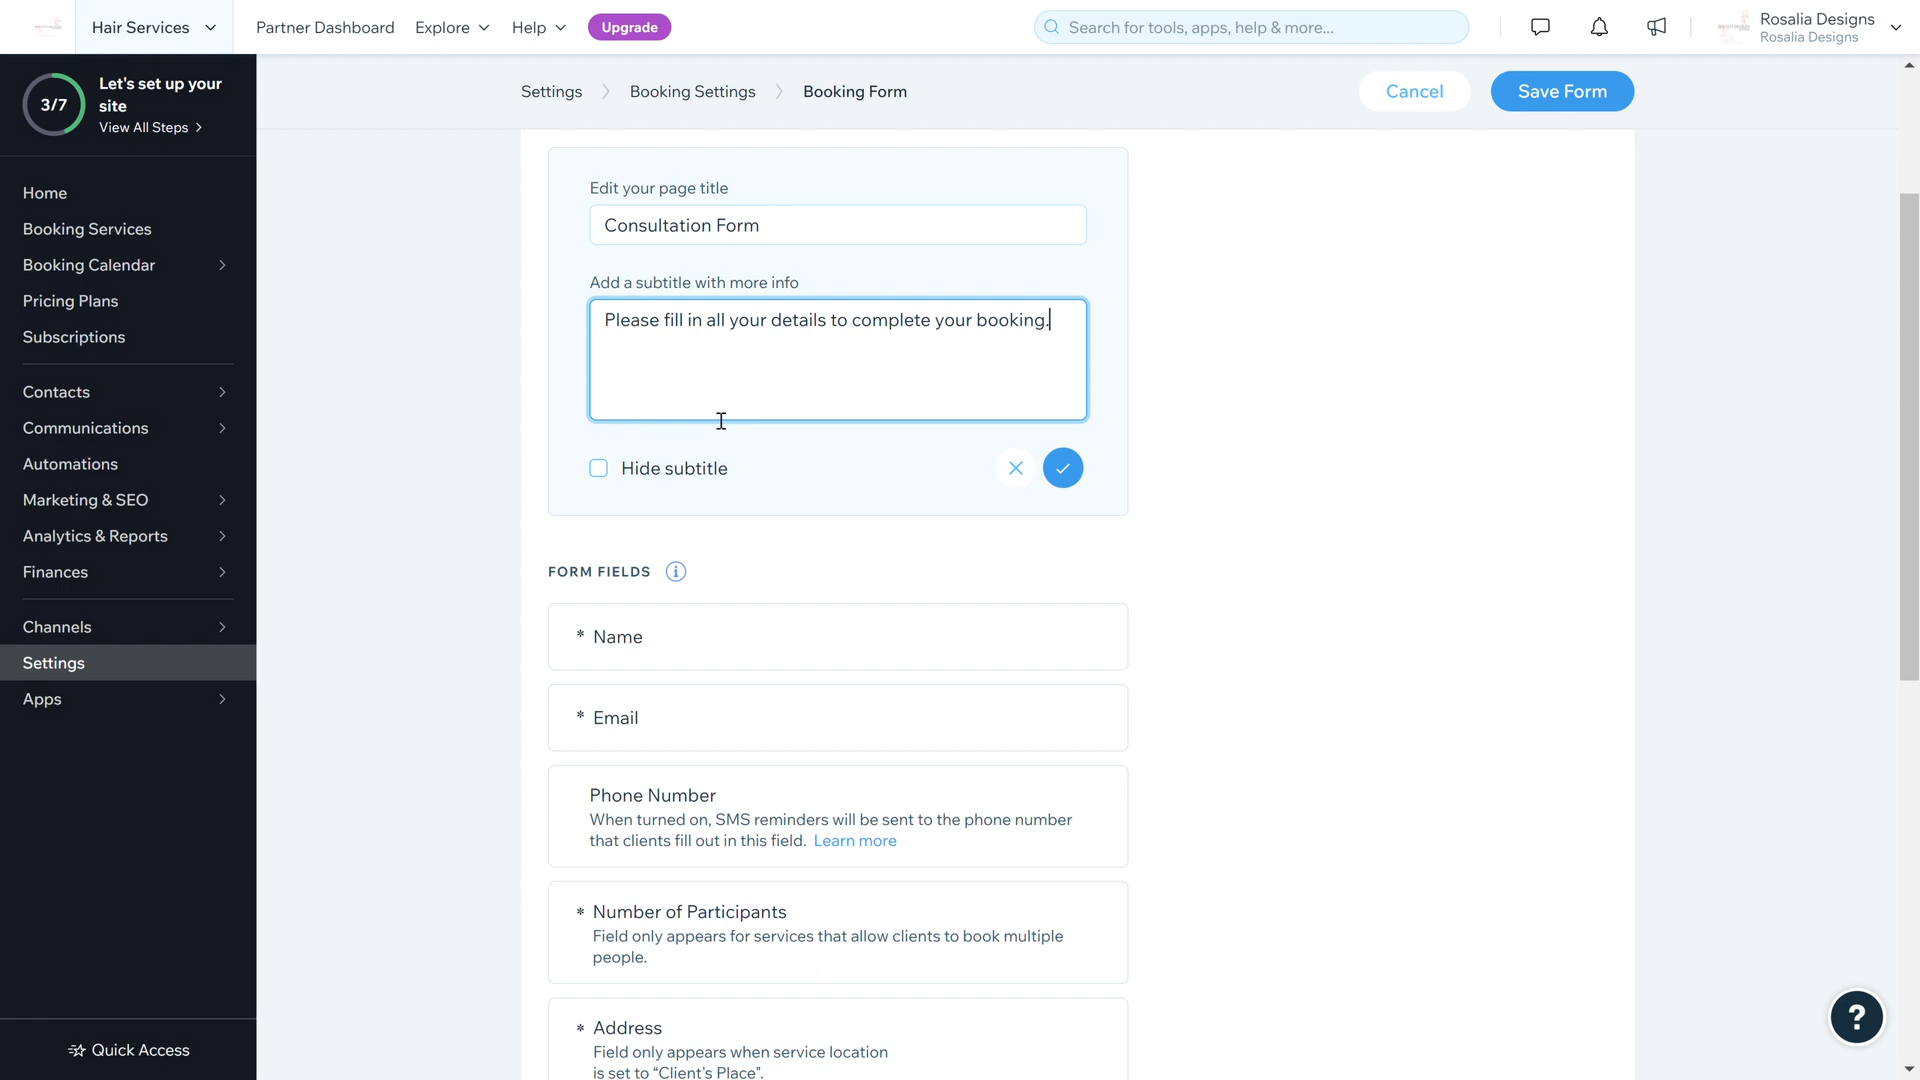 Hair Services
Partner Dashboard
Explore
Help
Upgrade
Search for tools, apps, help & more...
Rosalia Designs
Rosalia Designs
3/7
Let's set up your
site
View All Steps
Home
Booking Services
Booking Calendar
Pricing Plans
Subscriptions
Contacts
Communications
Automations
Marketing & SEO
Analytics & Reports
Finances
Channels
Settings
Apps
Quick Access
Settings
Booking Settings
Booking Form
Cancel
Save Form
Edit your page title
Consultation Form
Add a subtitle with more info
Please fill in all your details to complete your booking.
Hide subtitle
FORM FIELDS
* Name
* Email
Phone Number
When turned on, SMS reminders will be sent to the phone number
that clients fill out in this field. Learn more
* Number of Participants
Field only appears for services that allow clients to book multiple
people.
* Address
Field only appears when service location
is set to “Client's Place”.
?